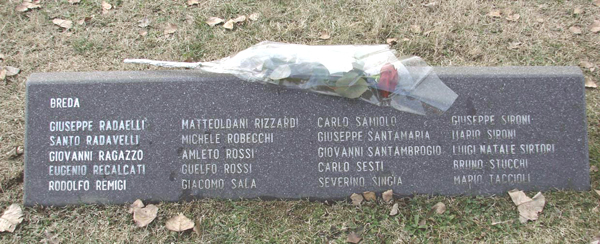 BREDA
GIUSEPPE RADAELLI
SANTO RADAVELLI
GIOVANNI RAGAZZO
EUGENIO RECALCATI
RODOLFO REMIGI
MATTEOLDANI RIZZARDI
MICHELE ROBECCHI
AMLETO ROSSI
GUELFO ROSSI
GIACOMO SALA
CARLO SAMIOLO
GIUSEPPE SANTAMARIA
GIOVANNI SANTAMBROGIO
CARLO SESTI
SEVERINO SINGIA
GIUSEPPE SIRONI
MARIO SIRONI
LUIGI NATALE SIRTORI
BRUNO STUCCHI
MARIO TACCIOLI